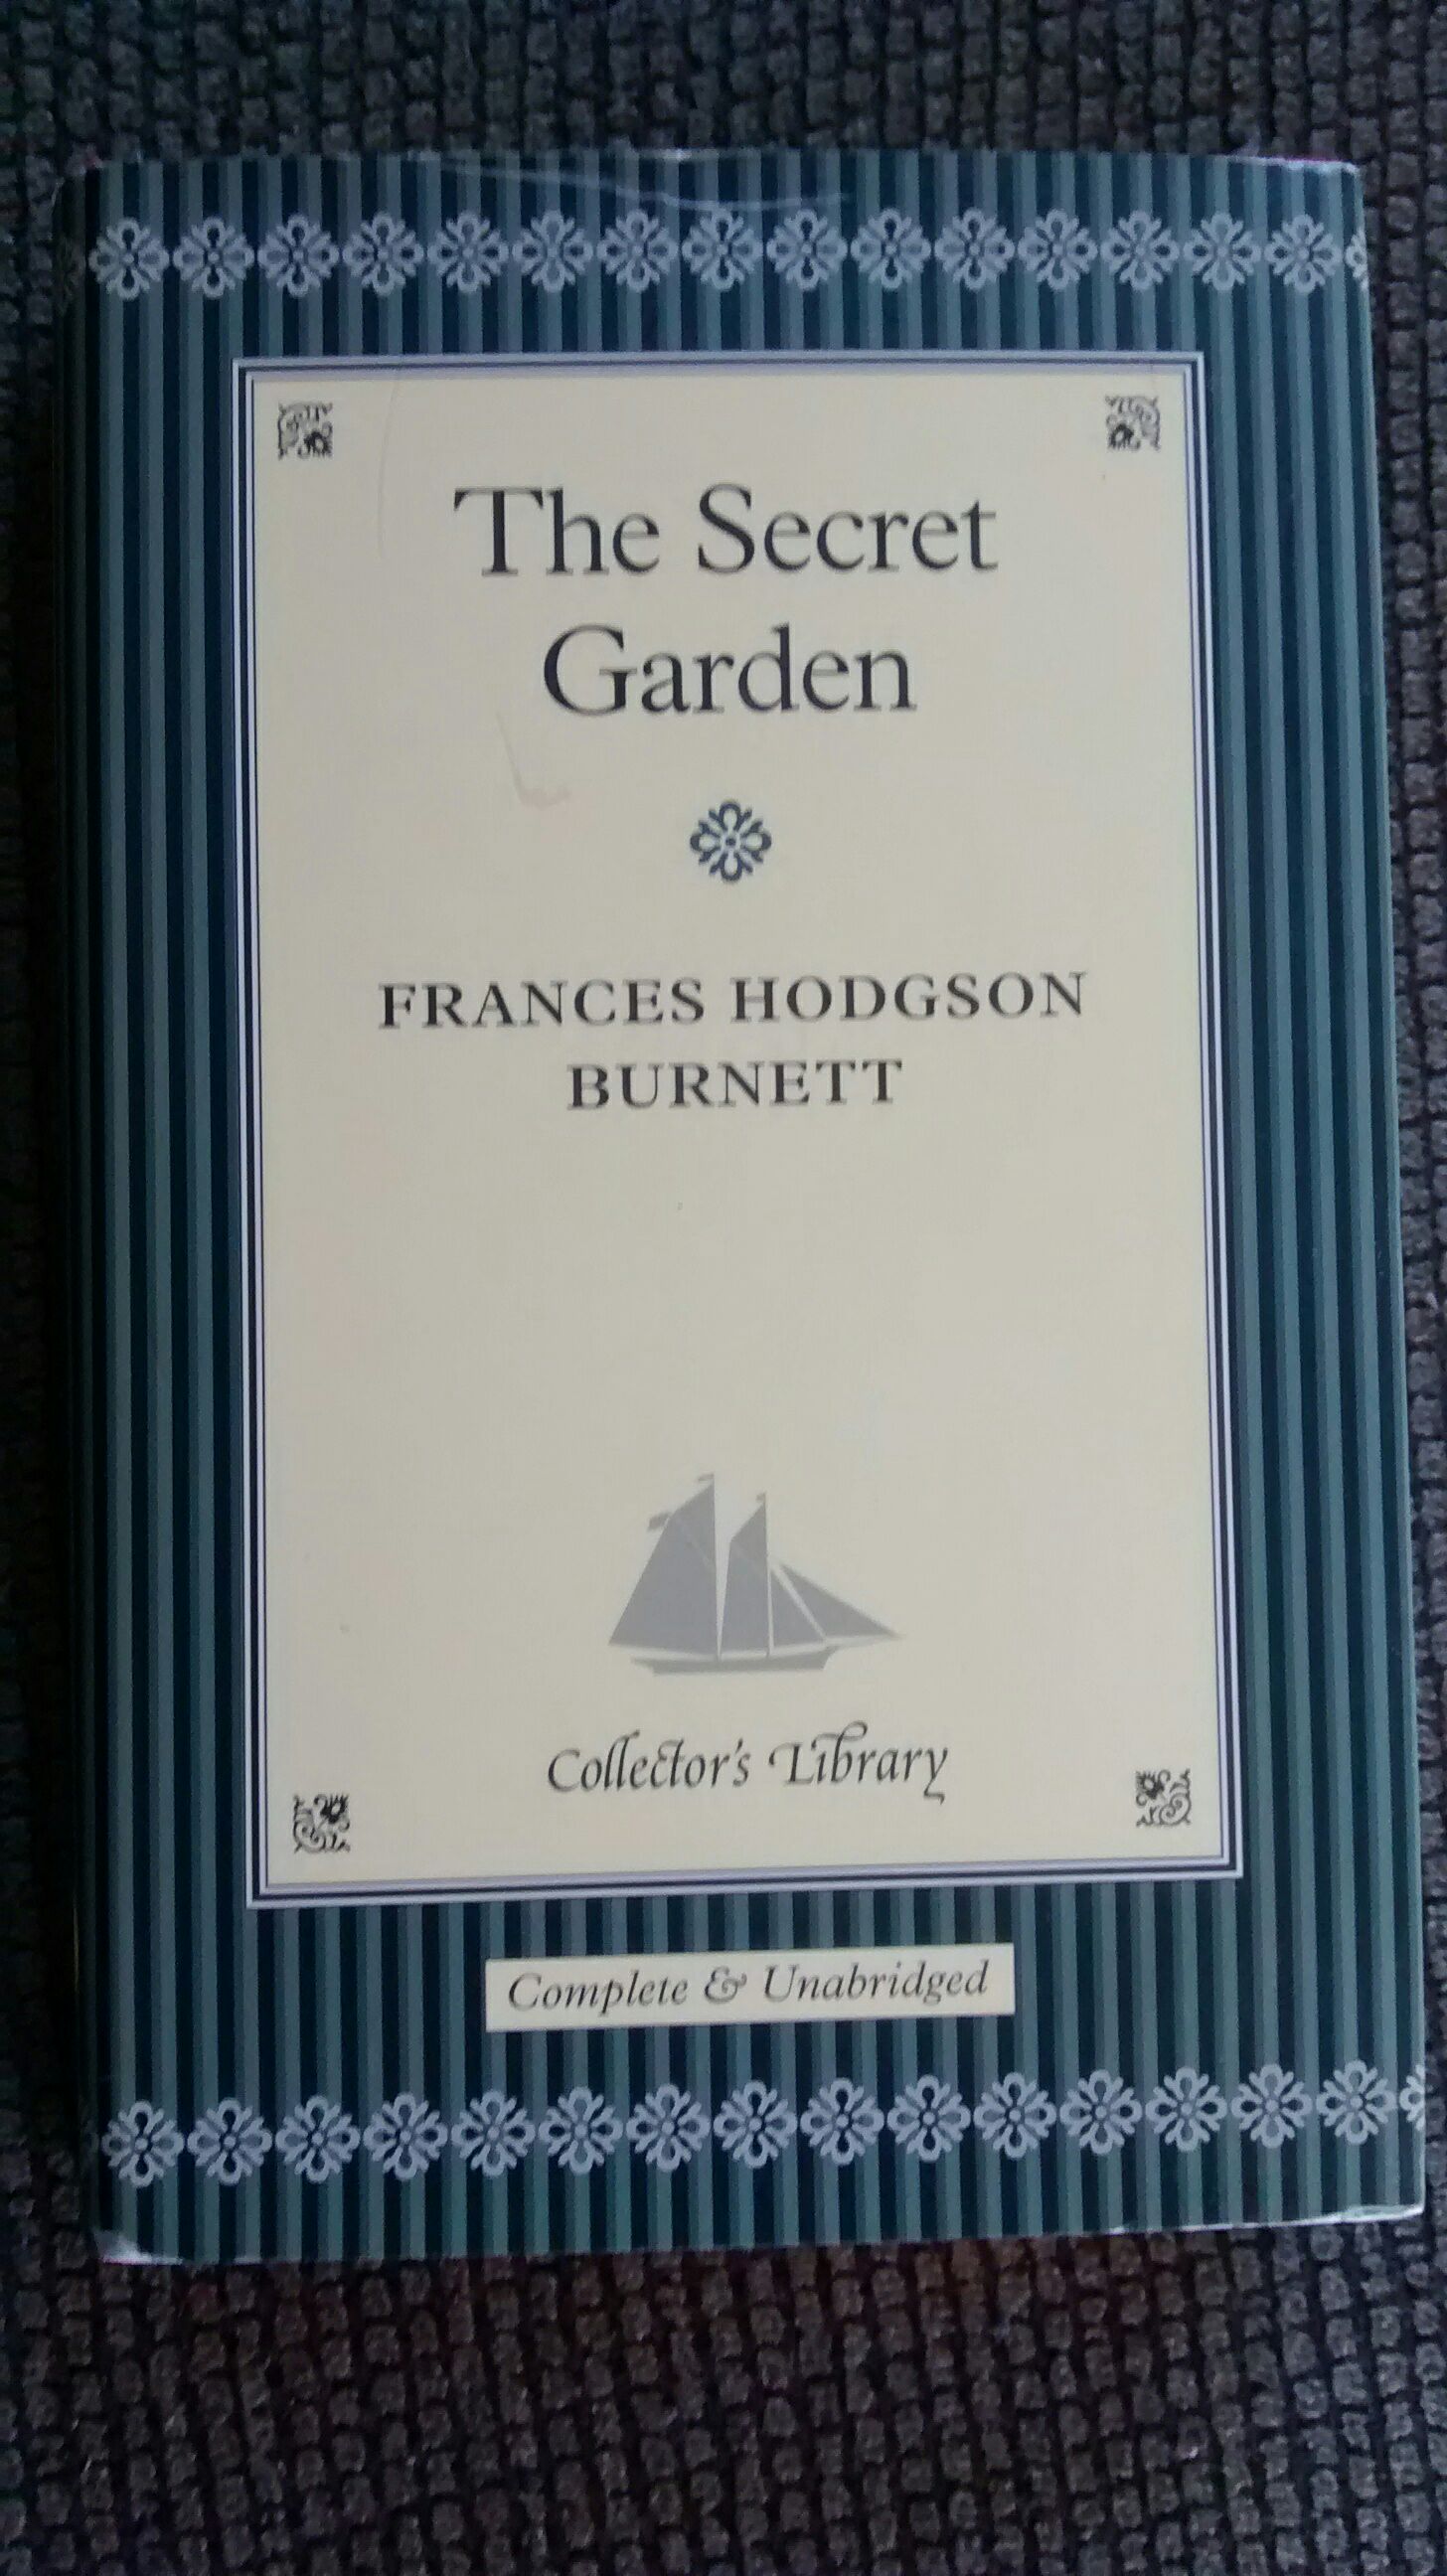 The Secret
Garden
FRANCES HODGSON
BURNETT
Collector's Library
Complete & Unabridged